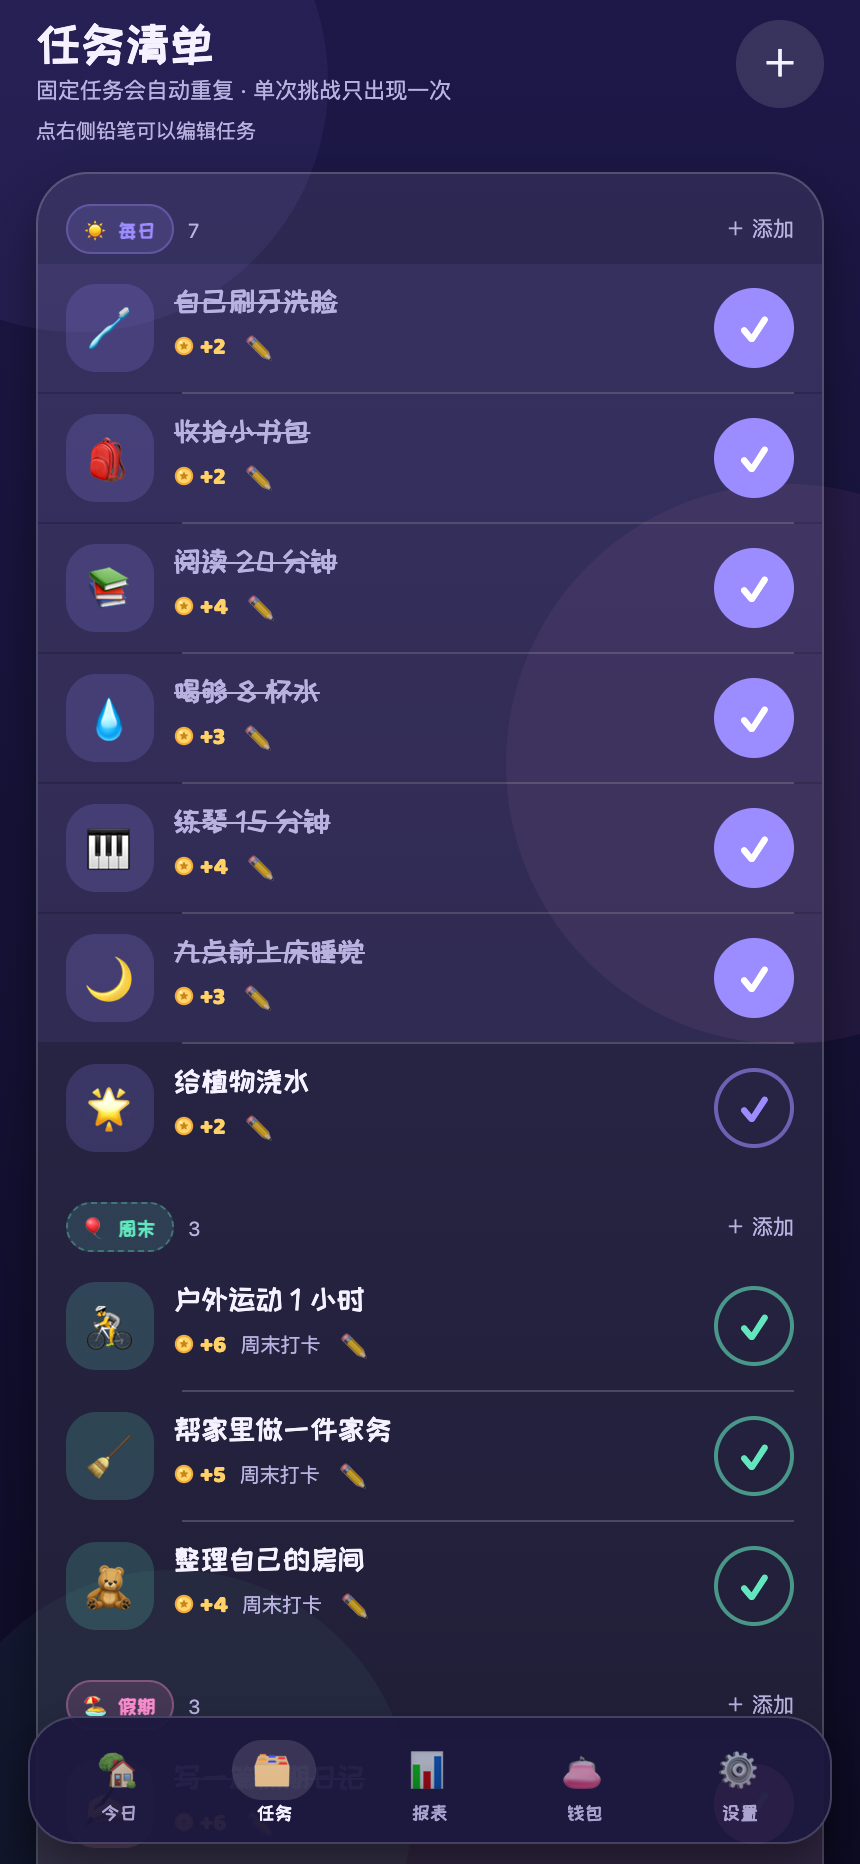 任务清单
固定任务会自动重复 · 单次挑战只出现一次
点右侧铅笔可以编辑任务
每日 7 + 添加
自己刷牙洗脸
+2
收拾小书包
+2
阅读 20 分钟
+4
喝够 8 杯水
+3
练琴 15 分钟
+4
九点前上床睡觉
+3
给植物浇水
+2
周末 3 + 添加
户外运动 1 小时
+6 周末打卡
帮家里做一件家务
+5 周末打卡
整理自己的房间
+4 周末打卡
假期 3 + 添加
写一 日记
+6
今日 任务 报表 钱包 设置